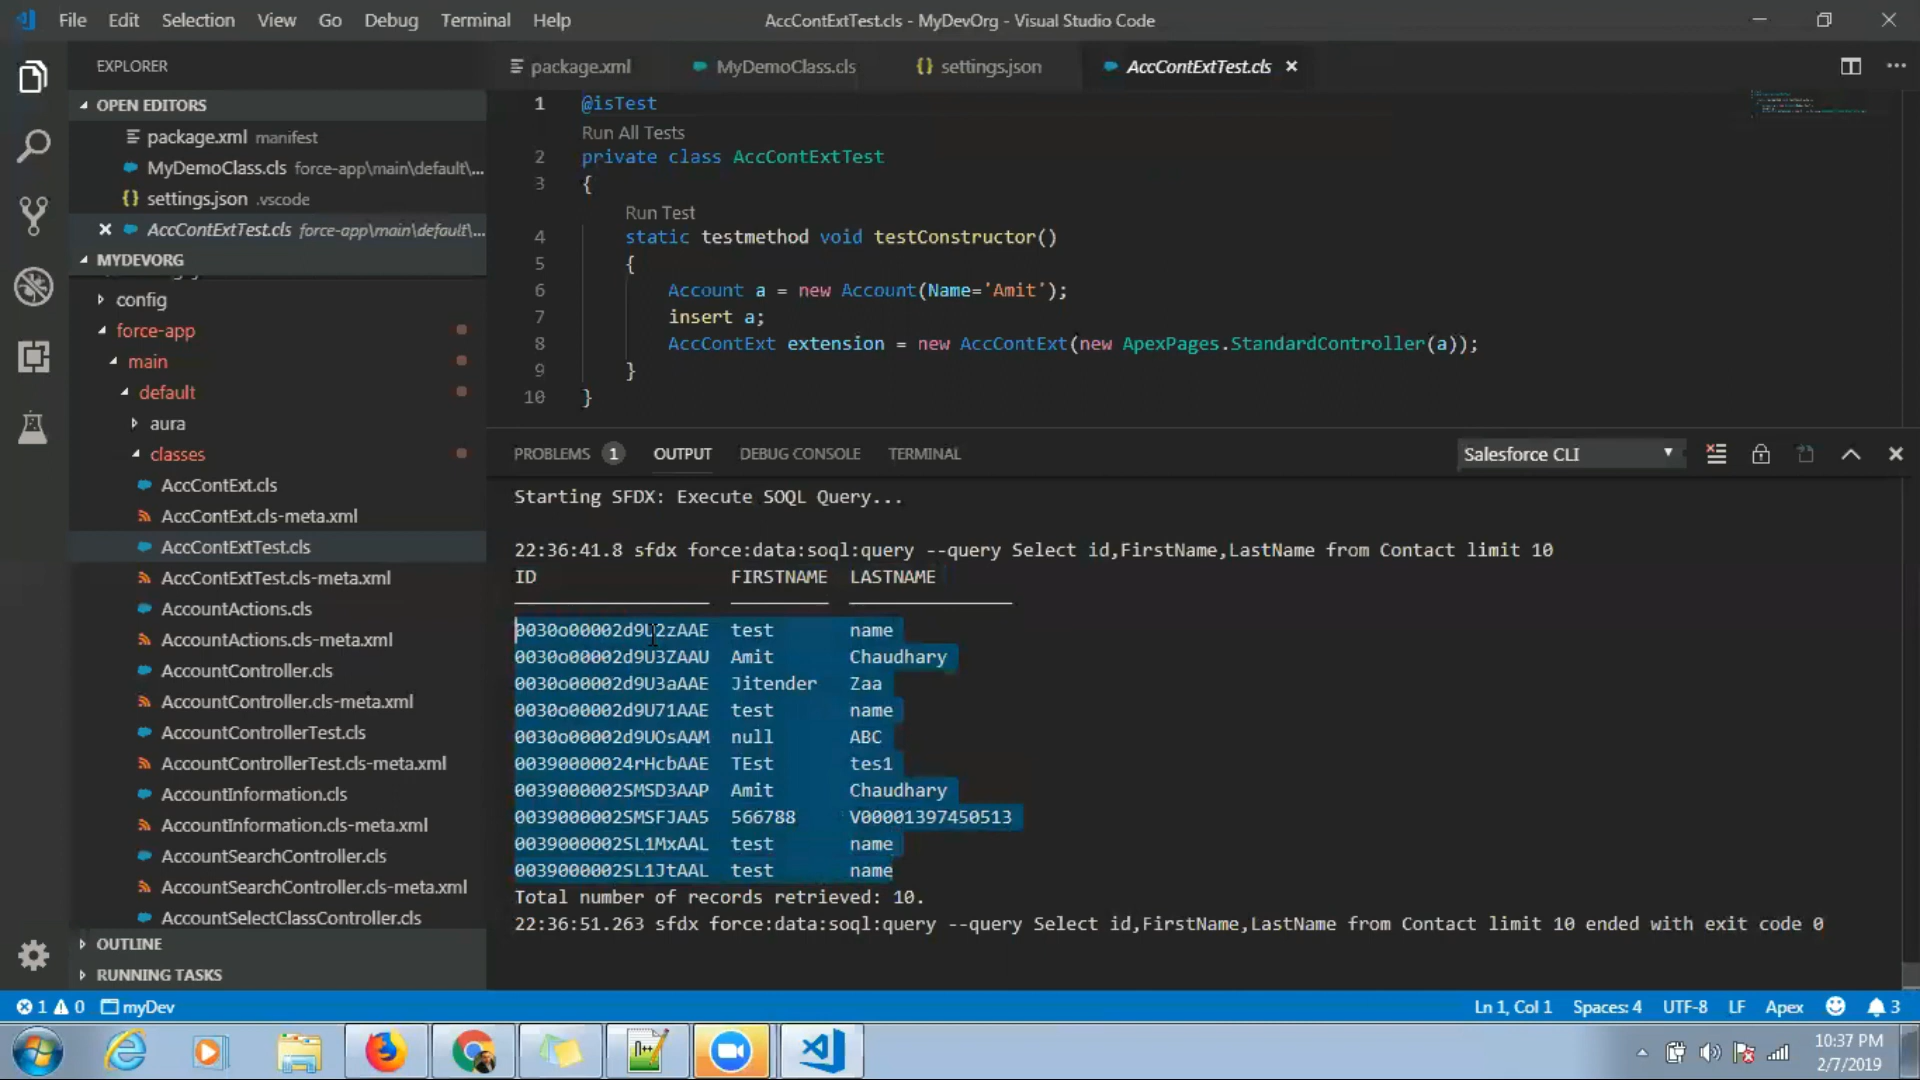 File Edit Selection View Go Debug Terminal Help AccContExtTest.cls - MyDevOrg - Visual Studio Code
EXPLORER
OPEN EDITORS
package.xml manifest
MyDemoClass.cls force-app\main\default\...
settings.json .vscode
AccContExtTest.cls force-app\main\default\...
MYDEVORG
config
force-app
main
default
aura
classes
AccContExt.cls
AccContExt.cls-meta.xml
AccContExtTest.cls
AccContExtTest.cls-meta.xml
AccountActions.cls
AccountActions.cls-meta.xml
AccountController.cls
AccountController.cls-meta.xml
AccountControllerTest.cls
AccountControllerTest.cls-meta.xml
AccountInformation.cls
AccountInformation.cls-meta.xml
AccountSearchController.cls
AccountSearchController.cls-meta.xml
AccountSelectClassController.cls
OUTLINE
RUNNING TASKS
package.xml MyDemoClass.cls settings.json AccContExtTest.cls
1 @isTest
Run All Tests
2 private class AccContExtTest
3 {
Run Test
4 static testmethod void testConstructor()
5 {
6 Account a = new Account(Name='Amit');
7 insert a;
8 AccContExt extension = new AccContExt(new ApexPages.StandardController(a));
9 }
10 }
PROBLEMS 1 OUTPUT DEBUG CONSOLE TERMINAL Salesforce CLI
Starting SFDX: Execute SOQL Query...
22:36:41.8 sfdx force:data:soql:query --query Select id,FirstName,LastName from Contact limit 10
ID FIRSTNAME LASTNAME
0030o00002d9U2zAAE test name
0030o00002d9U3ZAAU Amit Chaudhary
0030o00002d9U3aAAE Jitender Zaa
0030o00002d9U71AAE test name
0030o00002d9UOsAAM null ABC
00390000024rHcbAAE TEst tes1
0039000002SMSD3AAP Amit Chaudhary
0039000002SMSFJAA5 566788 V00001397450513
0039000002SL1MxAAL test name
0039000002SL1JtAAL test name
Total number of records retrieved: 10.
22:36:51.263 sfdx force:data:soql:query --query Select id,FirstName,LastName from Contact limit 10 ended with exit code 0
1 0 myDev Ln 1, Col 1 Spaces: 4 UTF-8 LF Apex 3
10:37 PM
2/7/2019